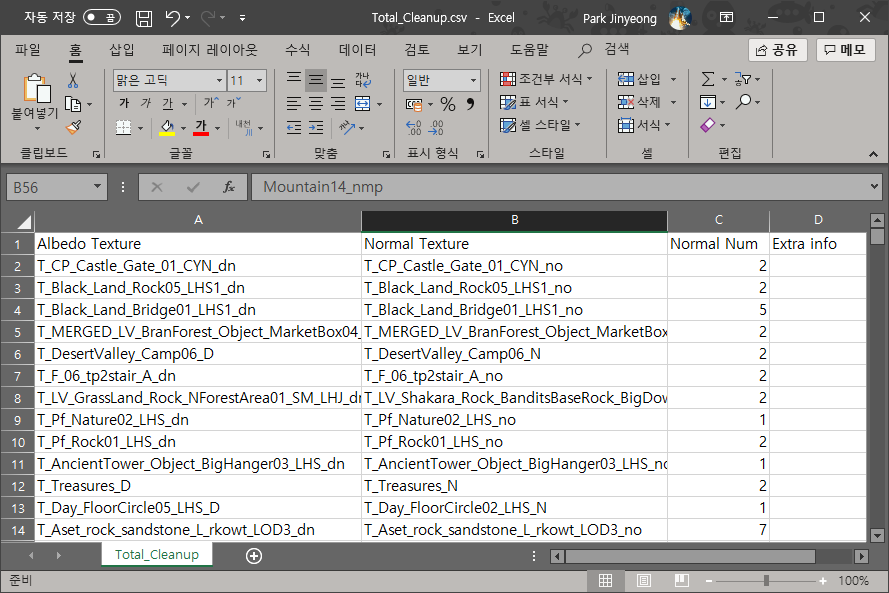 자동 저장 끔 Total_Cleanup.csv - Excel Park Jinyeong
파일 홈 삽입 페이지 레이아웃 수식 데이터 검토 보기 도움말 검색 공유 메모
붙여넣기 맑은 고딕 11 일반 조건부 서식 삽입
가 가 가 가 가 표 서식 삭제
가 내천 셀 스타일 서식
클립보드 글꼴 맞춤 표시 형식 스타일 셀 편집
B56 fx Mountain14_nmp
A B C D
1 Albedo Texture Normal Texture Normal Num Extra info
2 T_CP_Castle_Gate_01_CYN_dn T_CP_Castle_Gate_01_CYN_no 2
3 T_Black_Land_Rock05_LHS1_dn T_Black_Land_Rock05_LHS1_no 2
4 T_Black_Land_Bridge01_LHS1_dn T_Black_Land_Bridge01_LHS1_no 5
5 T_MERGED_LV_BranForest_Object_MarketBox04_ T_MERGED_LV_BranForest_Object_MarketBox 2
6 T_DesertValley_Camp06_D T_DesertValley_Camp06_N 2
7 T_F_06_tp2stair_A_dn T_F_06_tp2stair_A_no 2
8 T_LV_GrassLand_Rock_NForestArea01_SM_LHJ_dn T_LV_Shakara_Rock_BanditsBaseRock_BigDow 2
9 T_Pf_Nature02_LHS_dn T_Pf_Nature02_LHS_no 1
10 T_Pf_Rock01_LHS_dn T_Pf_Rock01_LHS_no 2
11 T_AncientTower_Object_BigHanger03_LHS_dn T_AncientTower_Object_BigHanger03_LHS_no 1
12 T_Treasures_D T_Treasures_N 2
13 T_Day_FloorCircle05_LHS_D T_Day_FloorCircle02_LHS_N 1
14 T_Aset_rock_sandstone_L_rkowt_LOD3_dn T_Aset_rock_sandstone_L_rkowt_LOD3_no 7
Total_Cleanup
준비 100%